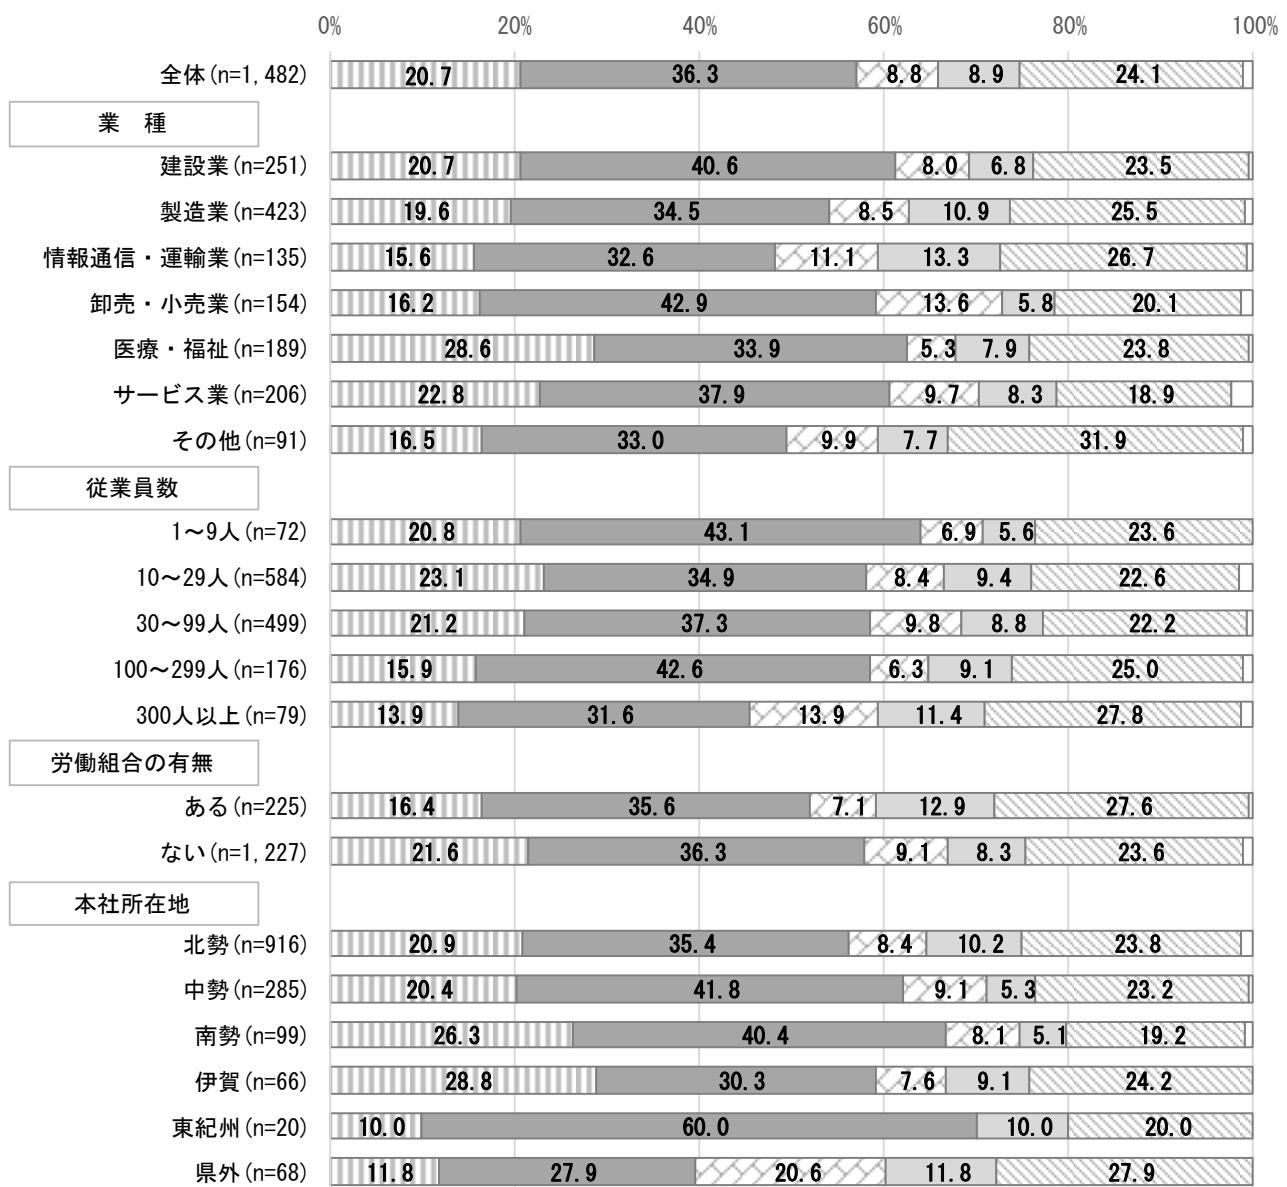 0% 20% 40% 60% 80% 100%
全体(n=1,482) 20.7 36.3 8.8 8.9 24.1
業　種
建設業(n=251) 20.7 40.6 8.0 6.8 23.5
製造業(n=423) 19.6 34.5 8.5 10.9 25.5
情報通信・運輸業(n=135) 15.6 32.6 11.1 13.3 26.7
卸売・小売業(n=154) 16.2 42.9 13.6 5.8 20.1
医療・福祉(n=189) 28.6 33.9 5.3 7.9 23.8
サービス業(n=206) 22.8 37.9 9.7 8.3 18.9
その他(n=91) 16.5 33.0 9.9 7.7 31.9
従業員数
1～9人(n=72) 20.8 43.1 6.9 5.6 23.6
10～29人(n=584) 23.1 34.9 8.4 9.4 22.6
30～99人(n=499) 21.2 37.3 9.8 8.8 22.2
100～299人(n=176) 15.9 42.6 6.3 9.1 25.0
300人以上(n=79) 13.9 31.6 13.9 11.4 27.8
労働組合の有無
ある(n=225) 16.4 35.6 7.1 12.9 27.6
ない(n=1,227) 21.6 36.3 9.1 8.3 23.6
本社所在地
北勢(n=916) 20.9 35.4 8.4 10.2 23.8
中勢(n=285) 20.4 41.8 9.1 5.3 23.2
南勢(n=99) 26.3 40.4 8.1 5.1 19.2
伊賀(n=66) 28.8 30.3 7.6 9.1 24.2
東紀州(n=20) 10.0 60.0 10.0 20.0
県外(n=68) 11.8 27.9 20.6 11.8 27.9